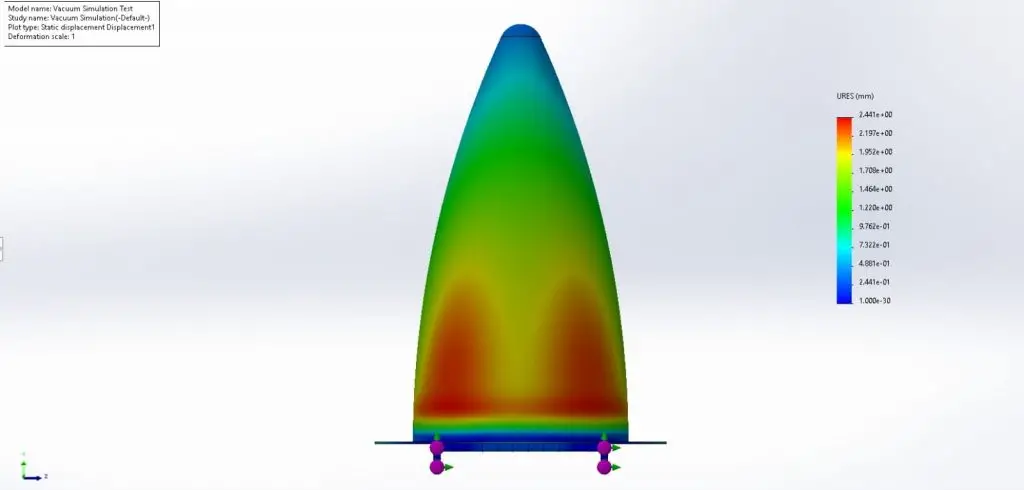 Model name: Vacuum Simulation Test
Study name: Vacuum Simulation(-Default-)
Plot type: Static displacement Displacement1
Deformation scale: 1
URES (mm)
2.441e+00
2.197e+00
1.952e+00
1.708e+00
1.464e+00
1.220e+00
9.762e-01
7.322e-01
4.881e-01
2.441e-01
1.000e-30
z